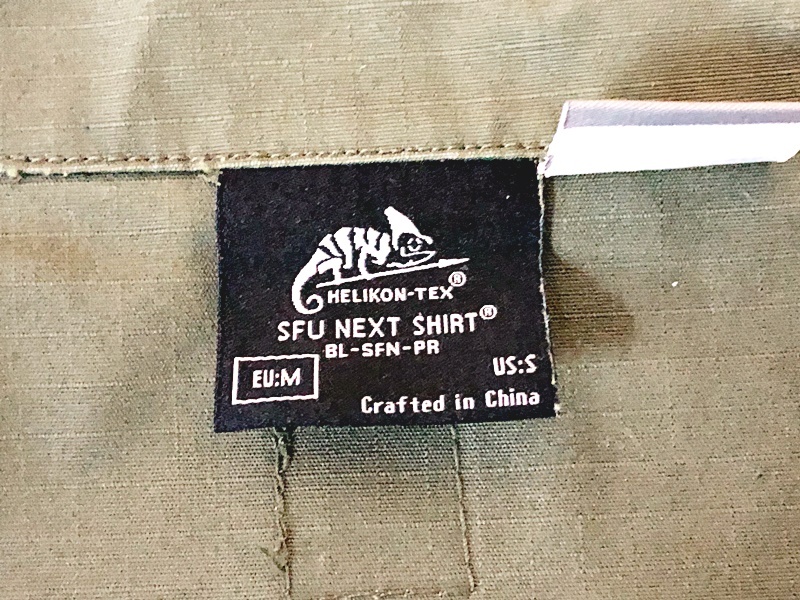 HELIKON-TEX®
SFU NEXT SHIRT®
BL-SFN-PR
EU:M
US:S
Crafted in China